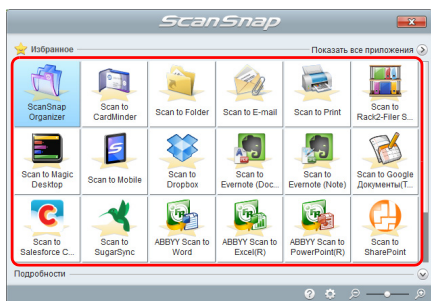 ScanSnap
Избранное
Показать все приложения
ScanSnap Organizer
Scan to CardMinder
Scan to Folder
Scan to E-mail
Scan to Print
Scan to Rack2-Filer S...
Scan to Magic Desktop
Scan to Mobile
Scan to Dropbox
Scan to Evernote (Doc...
Scan to Evernote (Note)
Scan to Google Документы(Т...
Scan to Salesforce C...
Scan to SugarSync
ABBYY Scan to Word
ABBYY Scan to Excel(R)
ABBYY Scan to PowerPoint(R)
Scan to SharePoint
Подробности